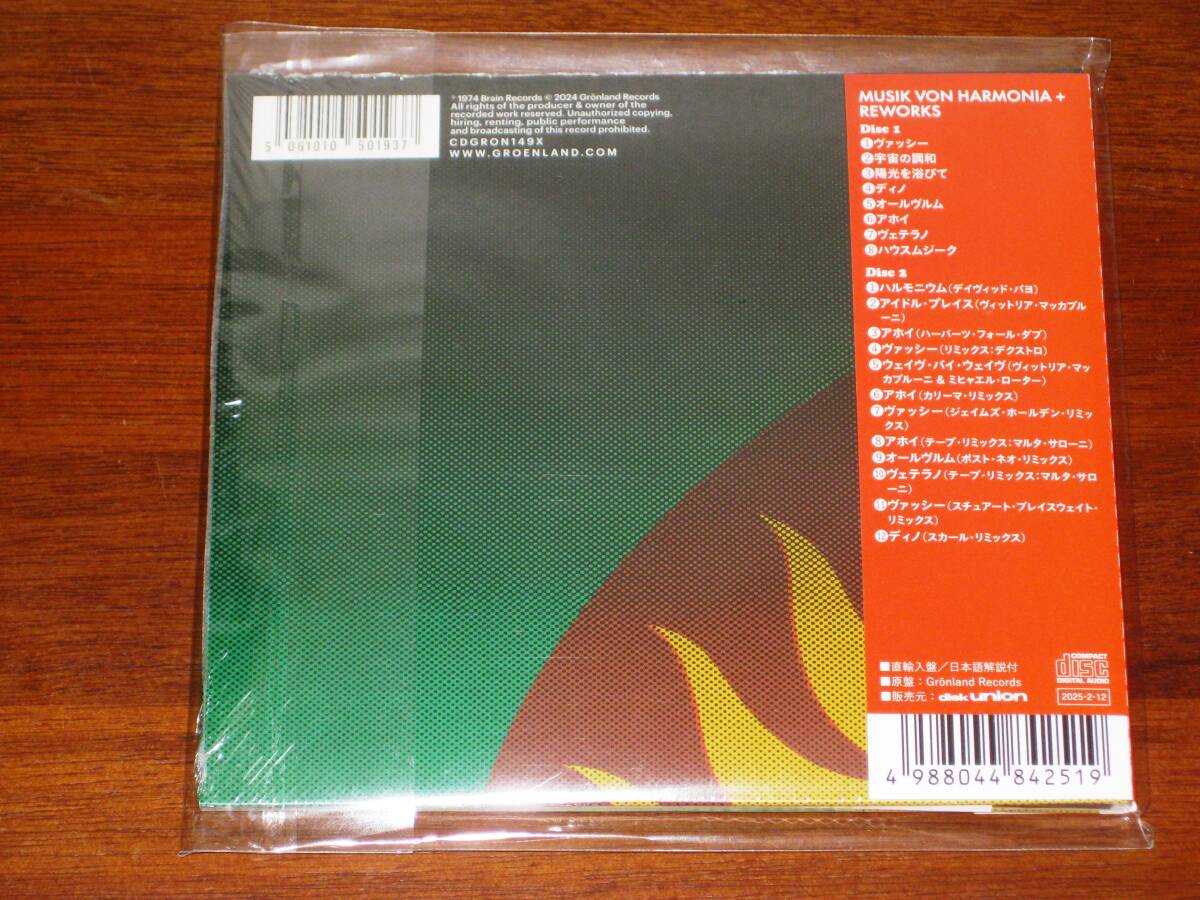 ℗ 1974 Brain Records © 2024 Grönland Records
All rights of the producer & owner of the
recorded work reserved. Unauthorized copying,
hiring, renting, public performance
and broadcasting of this record prohibited.
CDGRON149X
WWW.GROENLAND.COM
5 061010 501937
MUSIK VON HARMONIA +
REWORKS
Disc 1
❶ヴァッシー
❷宇宙の調和
❸陽光を浴びて
❹ディノ
❺オールヴルム
❻アホイ
❼ヴェテラノ
❽ハウスムジーク
Disc 2
❶ハルモニウム(デイヴィッド・パヨ)
❷アイドル・プレイス(ヴィットリア・マッカブル
ーニ)
❸アホイ(ハーバーツ・フォール・ダブ)
❹ヴァッシー(リミックス:デクストロ)
❺ウェイヴ・バイ・ウェイヴ(ヴィットリア・マッ
カブルーニ & ミヒャエル・ローター)
❻アホイ(カリーマ・リミックス)
❼ヴァッシー(ジェイムズ・ホールデン・リミッ
クス)
❽アホイ(テープ・リミックス:マルタ・サローニ)
❾オールヴルム(ポスト・ネオ・リミックス)
❿ヴェテラノ(テープ・リミックス:マルタ・サロ
ーニ)
⓫ヴァッシー(スチュアート・ブレイスウェイト・
リミックス)
⓬ディノ(スカール・リミックス)
■直輸入盤/日本語解説付
■原盤:Grönland Records
■販売元:disk union
COMPACT
disc
DIGITAL AUDIO
2025-2-12
4 988044 842519